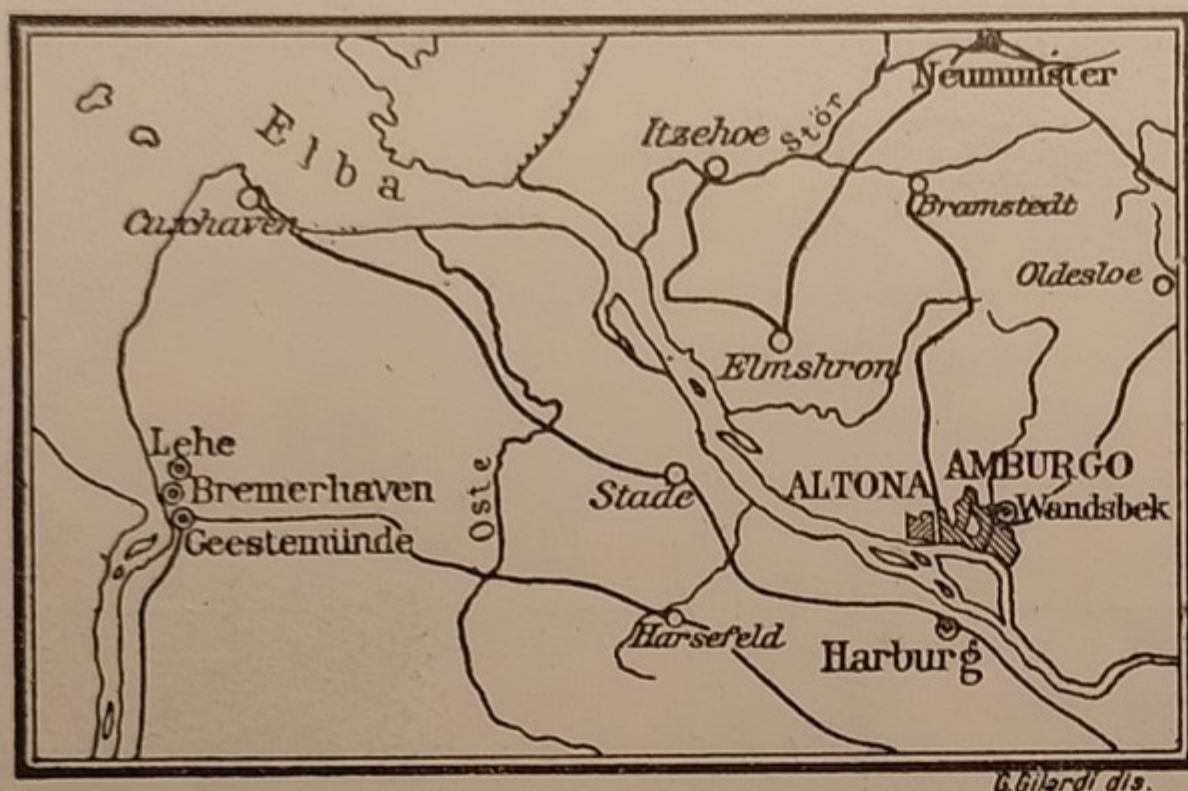 Neumünster
Elba
Itzehoe
Stör
Cuxhaven
Bramstedt
Oldesloe
Elmshron
Lehe
Bremerhaven
Geestemünde
Oste
Stade
ALTONA
AMBURGO
Wandsbek
Harsefeld
Harburg
G. Gilardi dis.